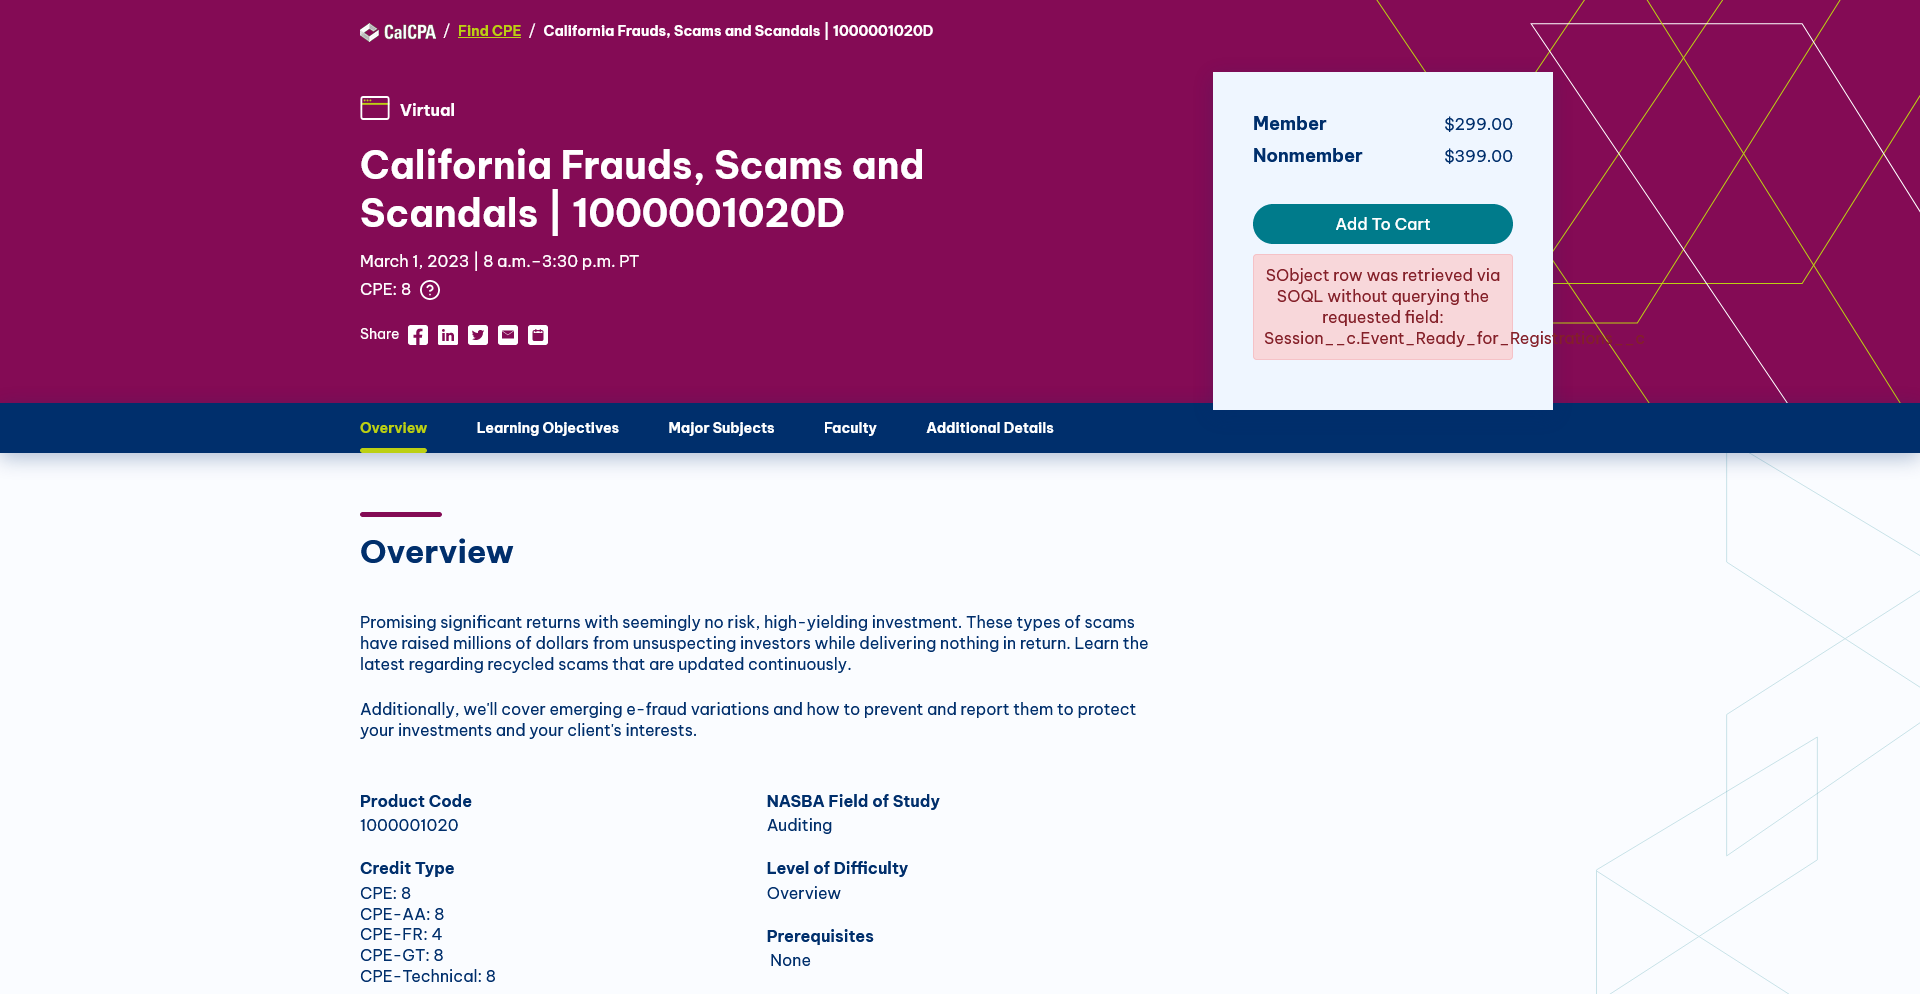 CalCPA / Find CPE / California Frauds, Scams and Scandals | 1000001020D
Virtual
California Frauds, Scams and
Scandals | 1000001020D
March 1, 2023 | 8 a.m.–3:30 p.m. PT
CPE: 8 ?
Share
Member $299.00
Nonmember $399.00
Add To Cart
SObject row was retrieved via
SOQL without querying the
requested field:
Session__c.Event_Ready_for_Registrations__c
Overview Learning Objectives Major Subjects Faculty Additional Details
Overview
Promising significant returns with seemingly no risk, high-yielding investment. These types of scams
have raised millions of dollars from unsuspecting investors while delivering nothing in return. Learn the
latest regarding recycled scams that are updated continuously.
Additionally, we'll cover emerging e-fraud variations and how to prevent and report them to protect
your investments and your client's interests.
Product Code
1000001020
Credit Type
CPE: 8
CPE-AA: 8
CPE-FR: 4
CPE-GT: 8
CPE-Technical: 8
NASBA Field of Study
Auditing
Level of Difficulty
Overview
Prerequisites
None